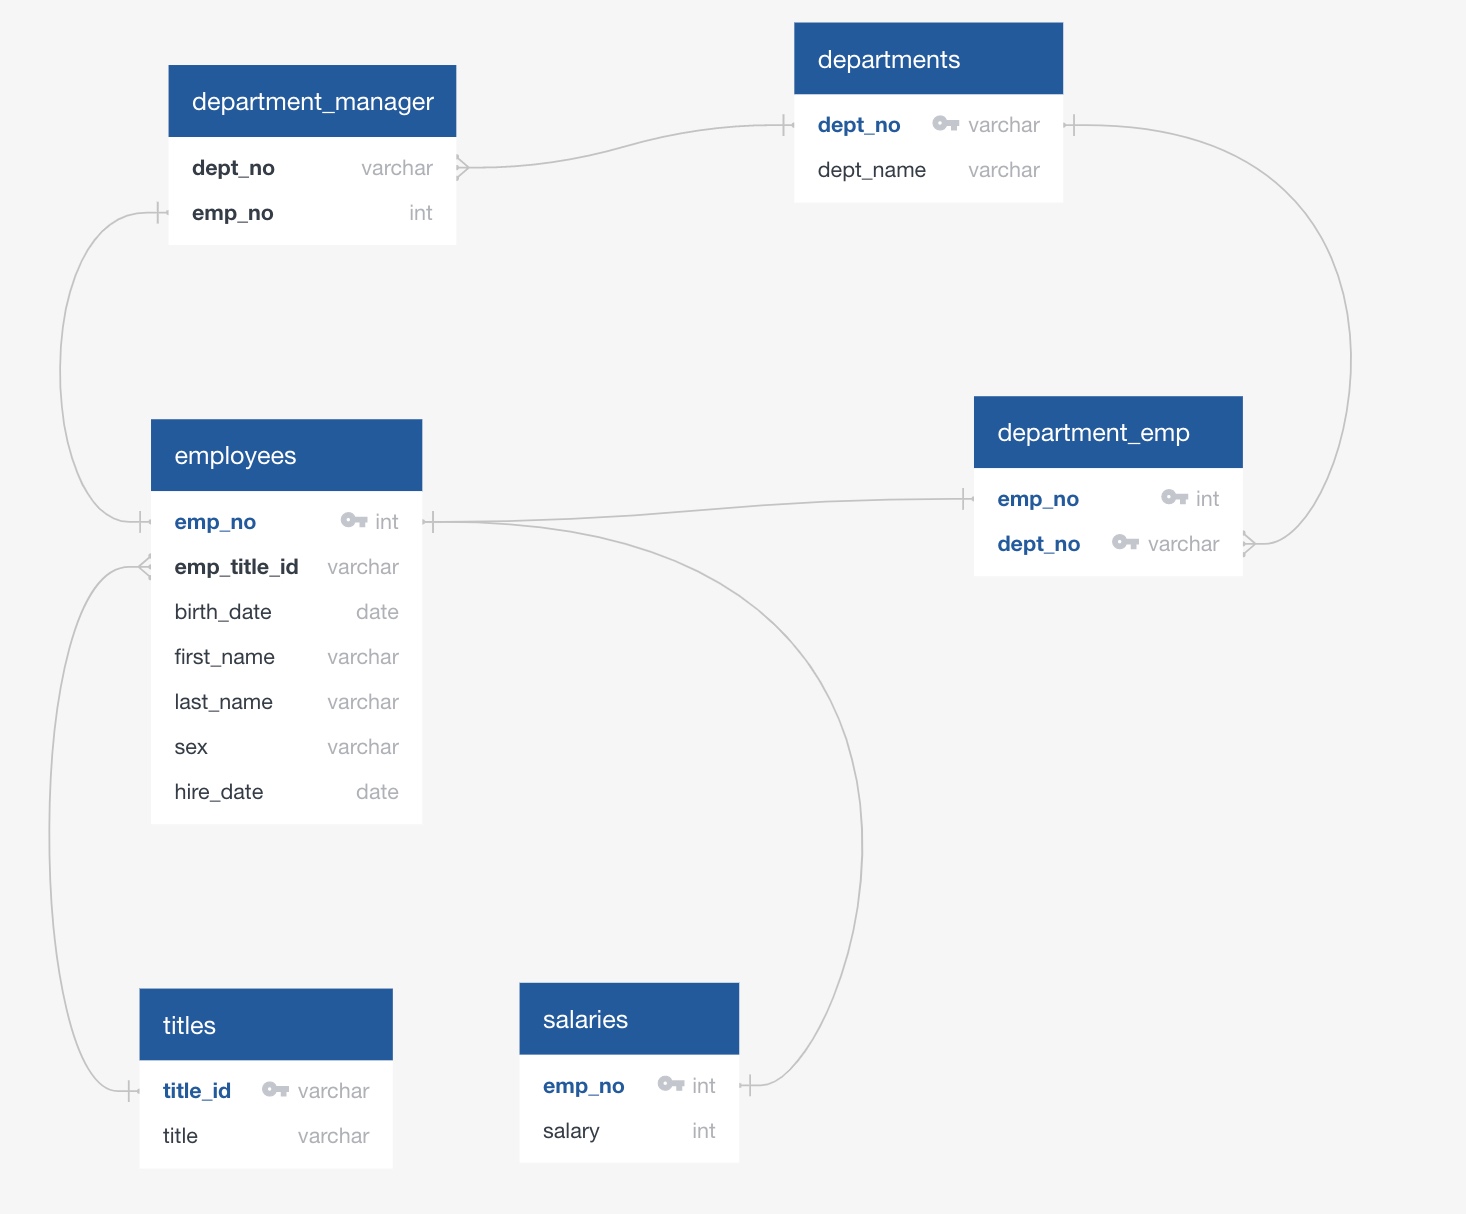 department_manager
dept_no varchar
emp_no int
departments
dept_no varchar
dept_name varchar
employees
emp_no int
emp_title_id varchar
birth_date date
first_name varchar
last_name varchar
sex varchar
hire_date date
department_emp
emp_no int
dept_no varchar
titles
title_id varchar
title varchar
salaries
emp_no int
salary int